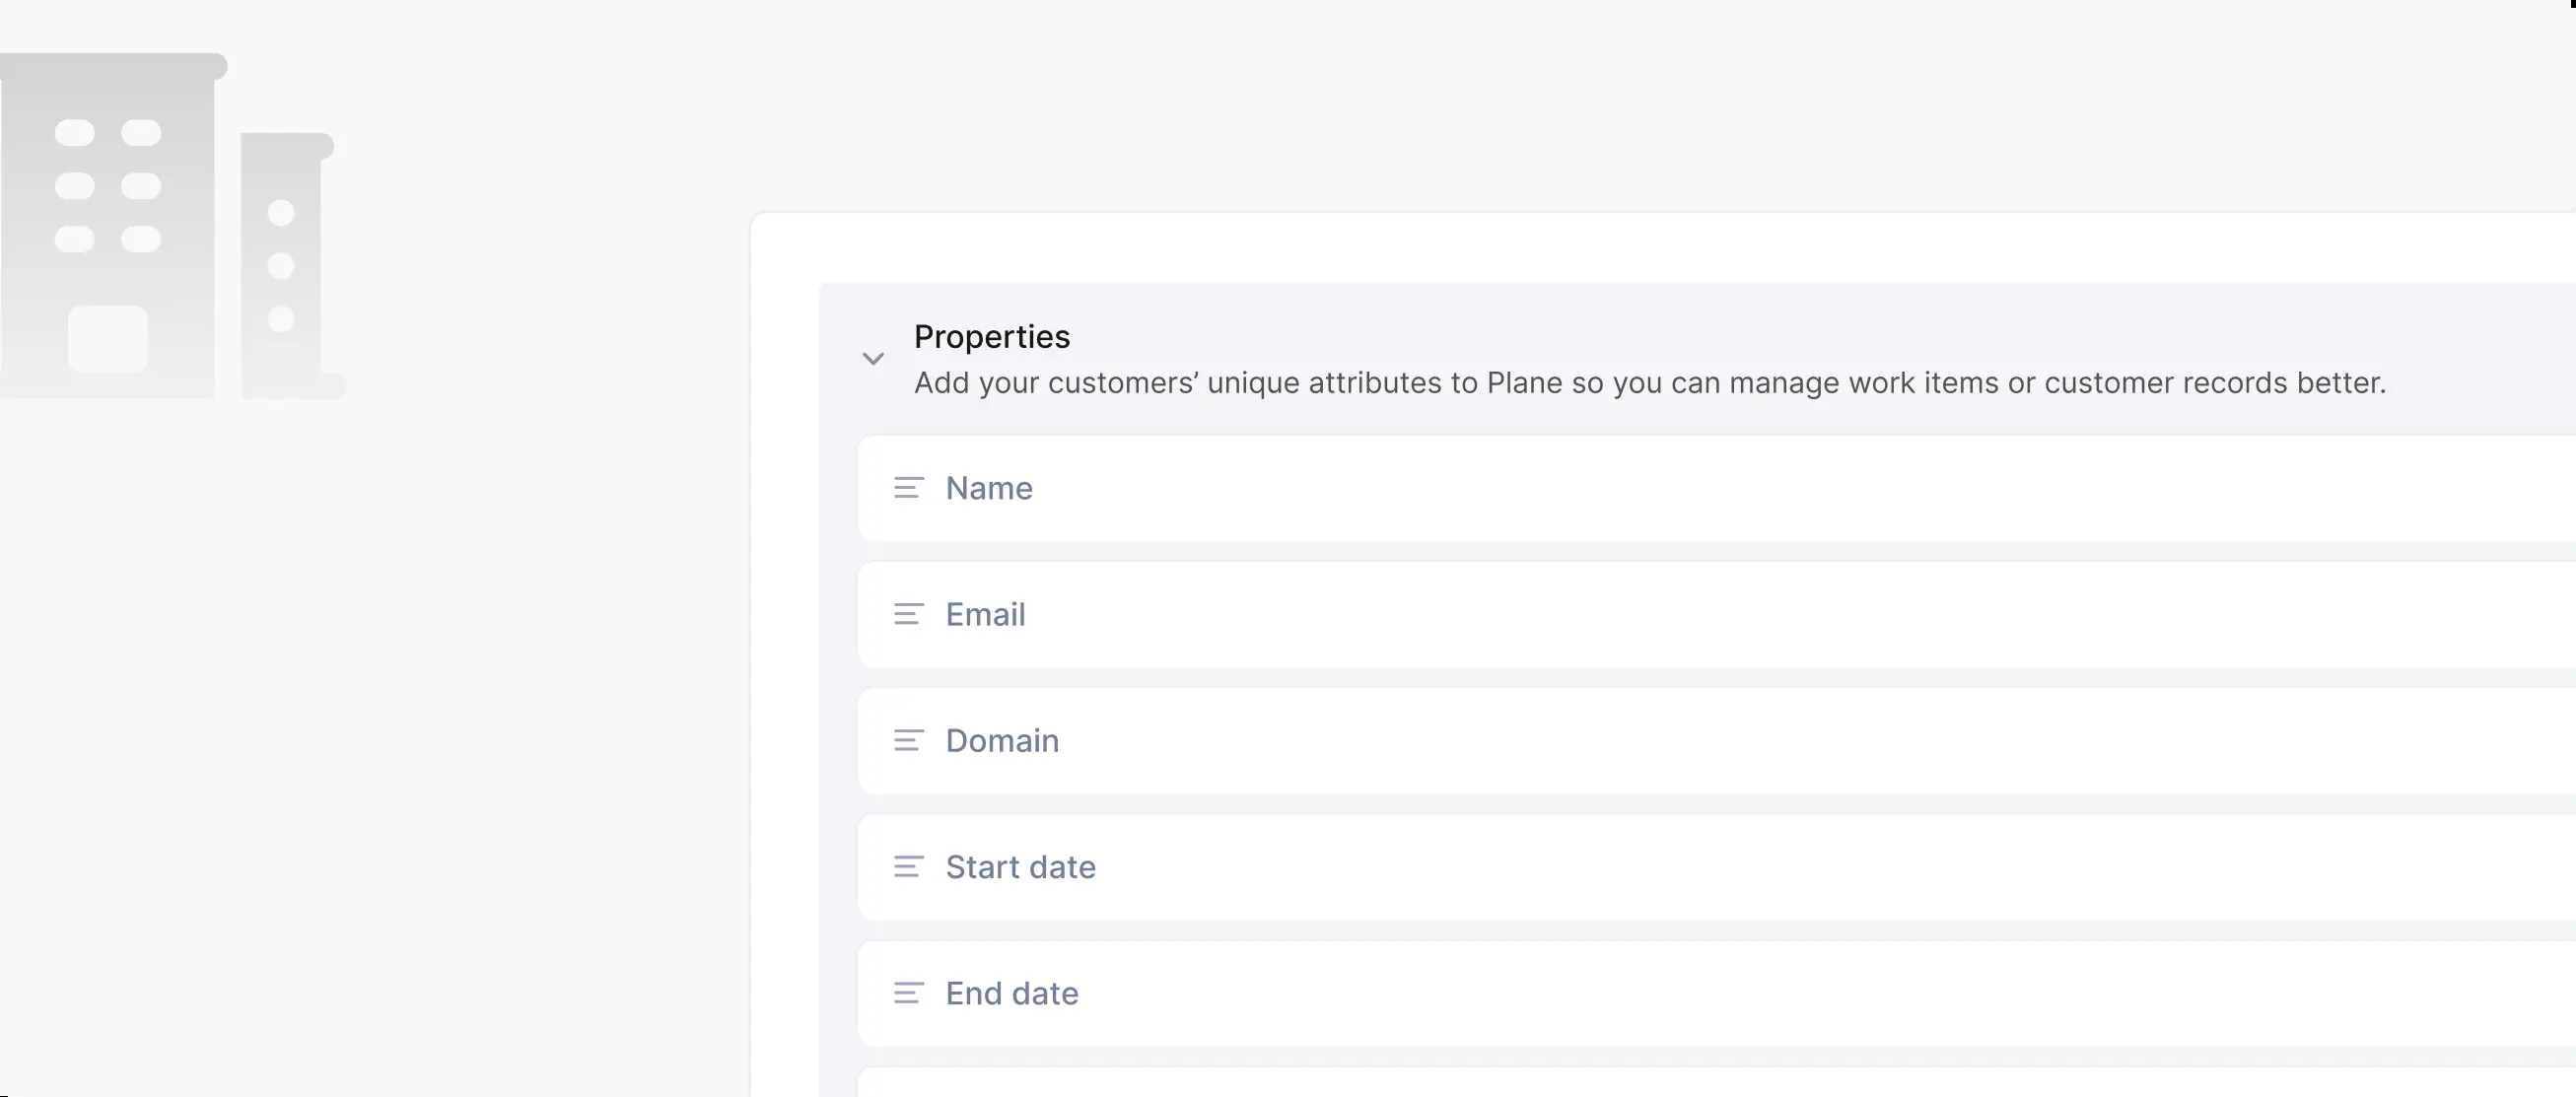 Properties
Add your customers’ unique attributes to Plane so you can manage work items or customer records better.
Name
Email
Domain
Start date
End date